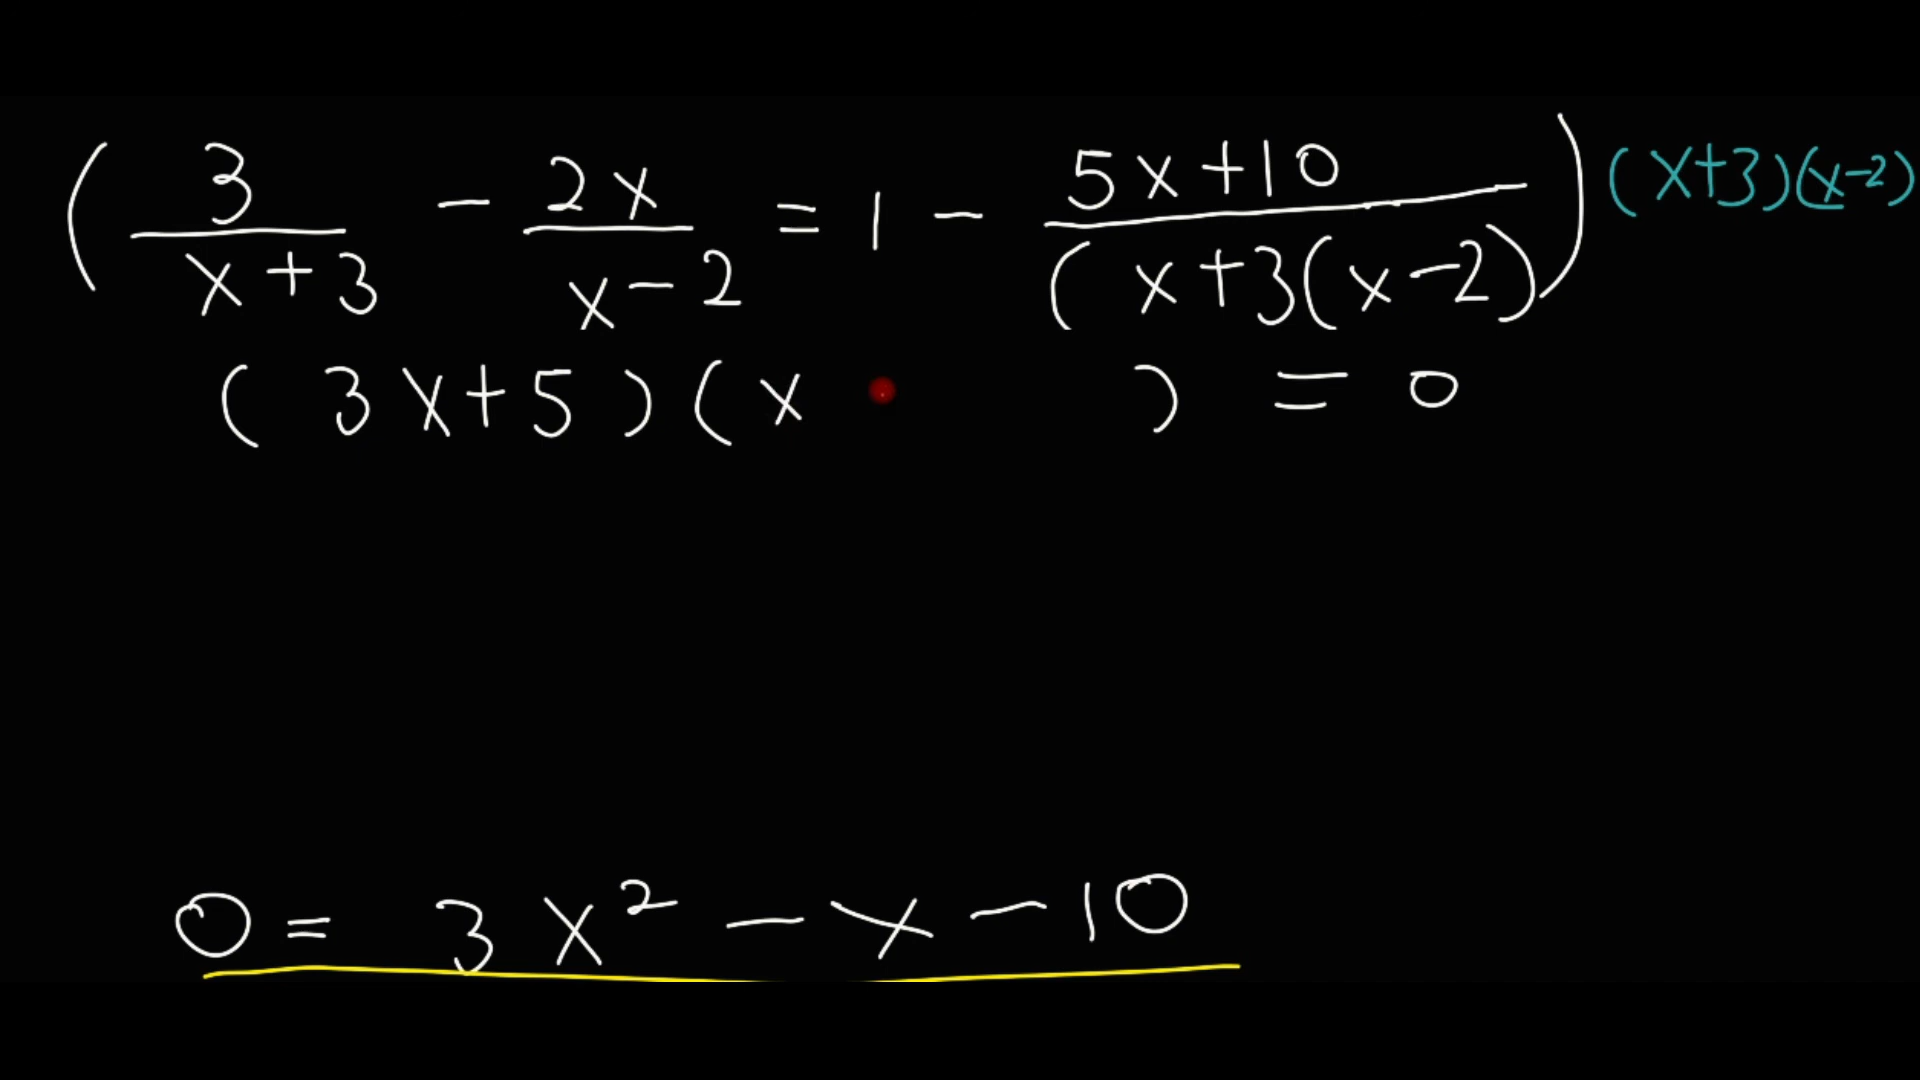 ( 3/(x+3) - 2x/(x-2) = 1 - (5x+10)/((x+3(x-2)) ) (x+3)(x-2)
( 3x+5 ) ( x ) = 0
0 = 3x² - x - 10